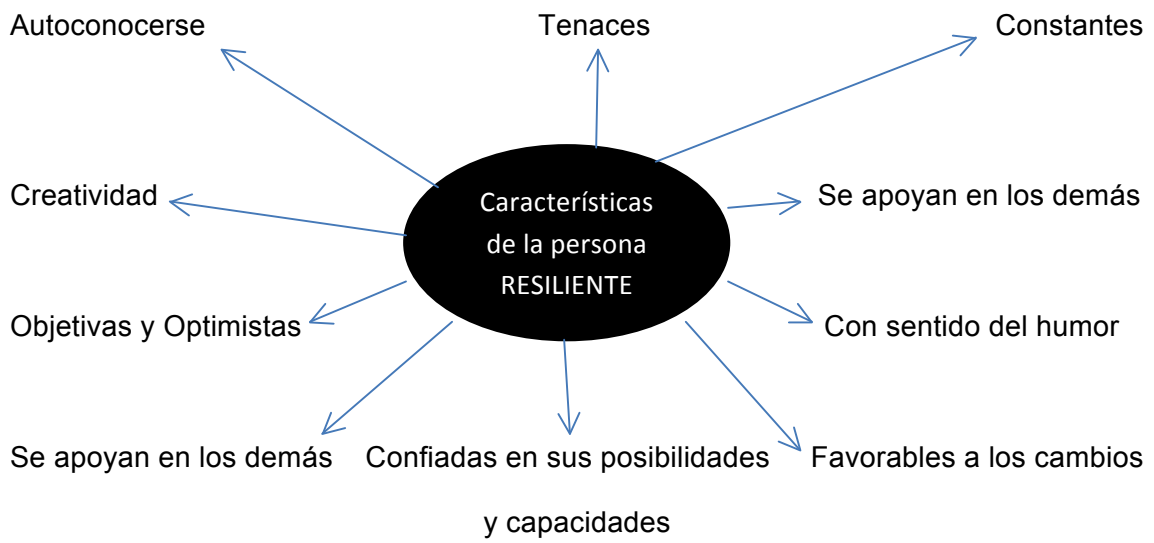 Autoconocerse
Tenaces
Constantes
Creatividad
Características
de la persona
RESILIENTE
Se apoyan en los demás
Objetivas y Optimistas
Con sentido del humor
Se apoyan en los demás
Confiadas en sus posibilidades
y capacidades
Favorables a los cambios